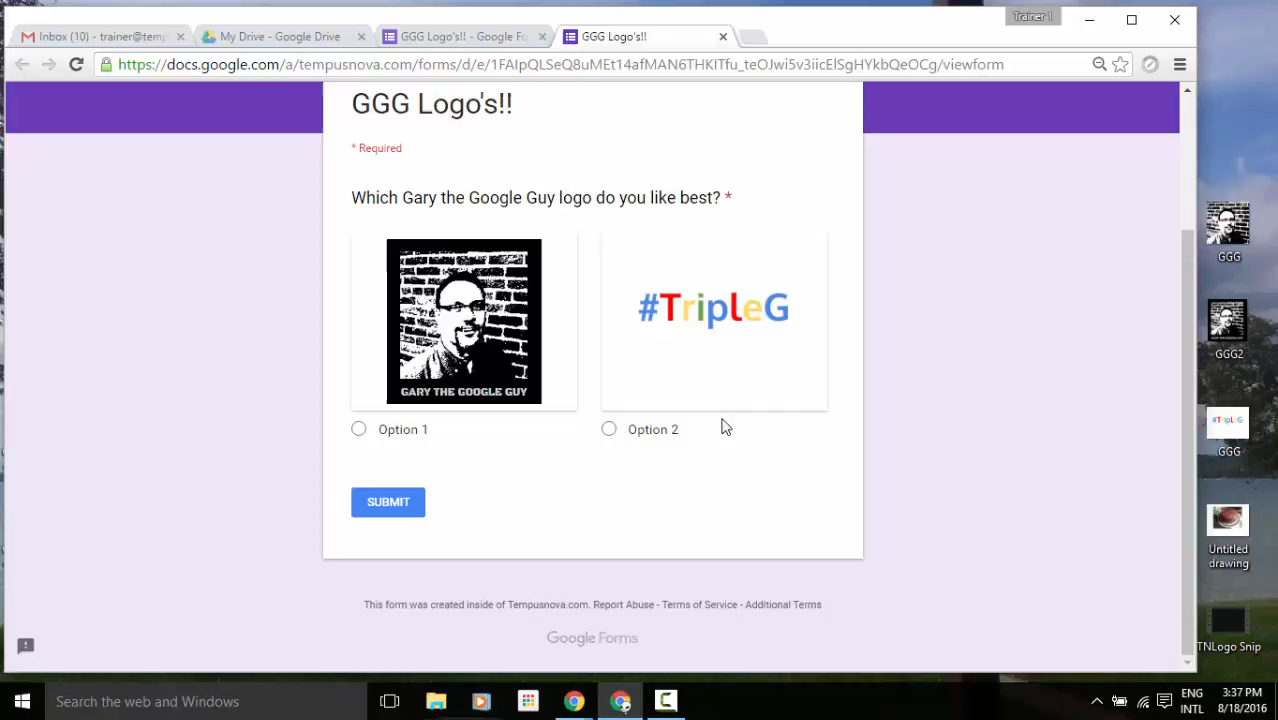 Trainer 1
Inbox (10) - trainer@temp
My Drive - Google Drive
GGG Logo's!! - Google Fo
GGG Logo's!!
https://docs.google.com/a/tempusnova.com/forms/d/e/1FAIpQLSeQ8uMEt14afMAN6THKITfu_teOJwi5v3iicElSgHYkbQeOCg/viewform
GGG Logo's!!
* Required
Which Gary the Google Guy logo do you like best? *
GARY THE GOOGLE GUY
#TripleG
Option 1
Option 2
SUBMIT
This form was created inside of Tempusnova.com. Report Abuse - Terms of Service - Additional Terms
Google Forms
GGG
GGG2
#TripleG
GGG
Untitled
drawing
TNLogo Snip
Search the web and Windows
ENG
INTL
3:37 PM
8/18/2016